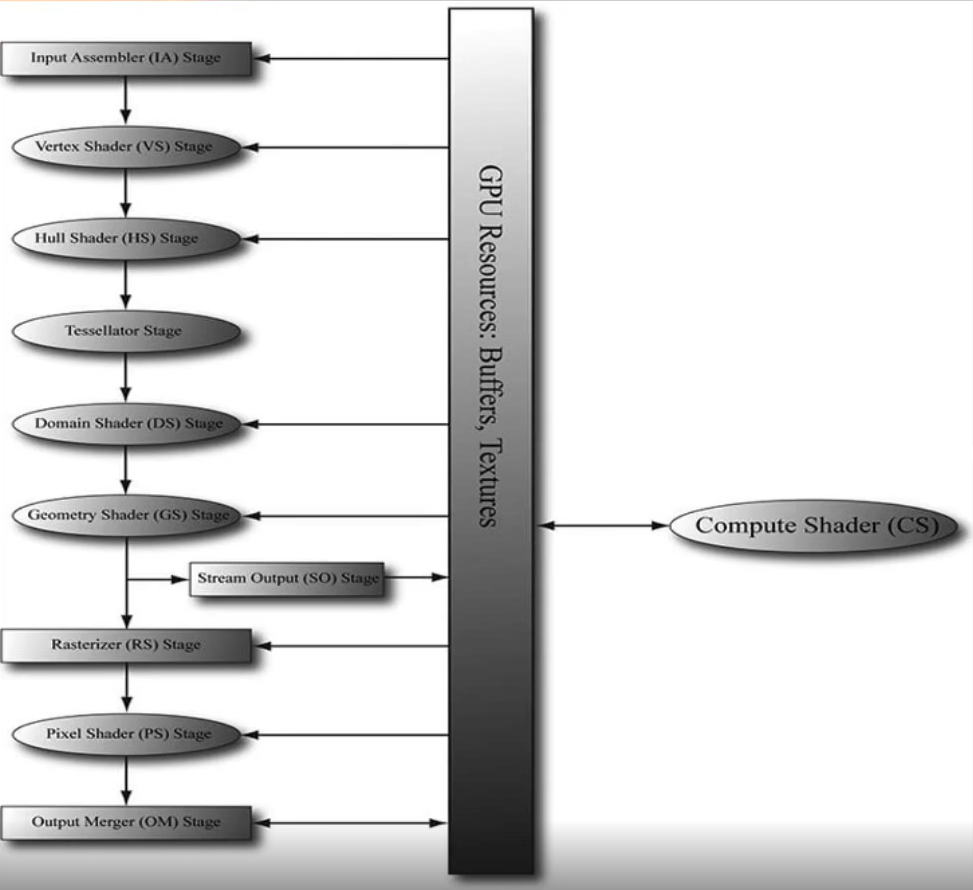 Input Assembler (IA) Stage
Vertex Shader (VS) Stage
Hull Shader (HS) Stage
Tessellator Stage
Domain Shader (DS) Stage
Geometry Shader (GS) Stage
Stream Output (SO) Stage
Rasterizer (RS) Stage
Pixel Shader (PS) Stage
Output Merger (OM) Stage
GPU Resources: Buffers, Textures
Compute Shader (CS)